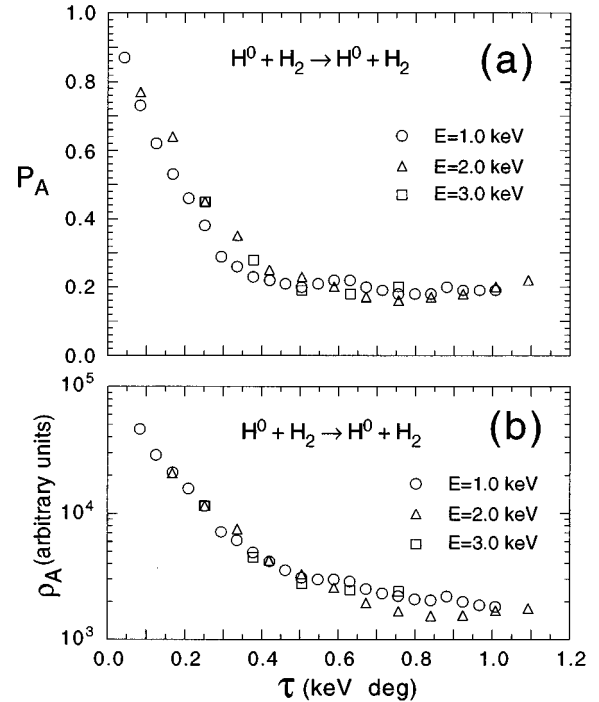 1.0
0.8
0.6
0.4
0.2
0.0
P_A
H⁰ + H₂ → H⁰ + H₂
(a)
E=1.0 keV
E=2.0 keV
E=3.0 keV
10⁵
10⁴
10³
ρ_A (arbitrary units)
H⁰ + H₂ → H⁰ + H₂
(b)
E=1.0 keV
E=2.0 keV
E=3.0 keV
0.0 0.2 0.4 0.6 0.8 1.0 1.2
τ (keV deg)